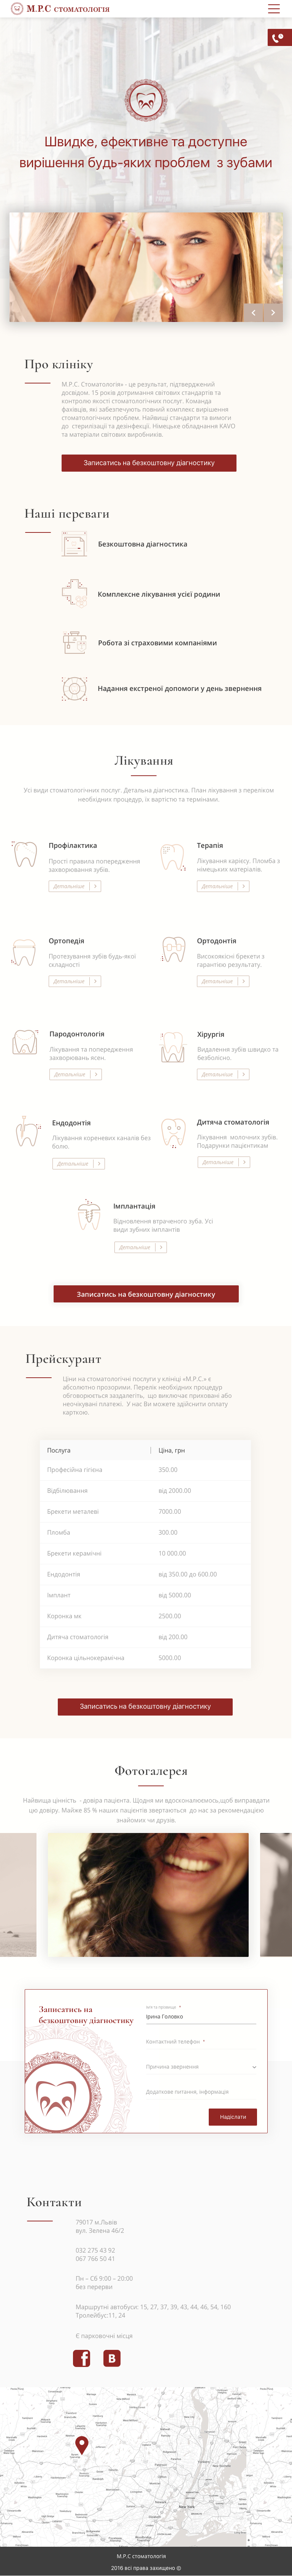 М.Р.С СТОМАТОЛОГІЯ
Швидке, ефективне та доступне
вирішення будь-яких проблем з зубами
Про клініку
М.Р.С. Стоматологія» - це результат, підтверджений
досвідом. 15 років дотримання світових стандартів та
контролю якості стоматологічних послуг. Команда
фахівців, які забезпечують повний комплекс вирішення
стоматологічних проблем. Найвищі стандарти та вимоги
до стерилізації та дезінфекції. Німецьке обладнання KAVO
та матеріали світових виробників.
Записатись на безкоштовну діагностику
Наші переваги
Безкоштовна діагностика
Комплексне лікування усієї родини
Робота зі страховими компаніями
Надання екстреної допомоги у день звернення
Лікування
Усі види стоматологічних послуг. Детальна діагностика. План лікування з переліком
необхідних процедур, їх вартістю та термінами.
Профілактика
Прості правила попередження
захворювання зубів.
Детальніше
Терапія
Лікування карієсу. Пломба з
німецьких матеріалів.
Детальніше
Ортопедія
Протезування зубів будь-якої
складності
Детальніше
Ортодонтія
Високоякісні брекети з
гарантією результату.
Детальніше
Пародонтологія
Лікування та попередження
захворювань ясен.
Детальніше
Хірургія
Видалення зубів швидко та
безболісно.
Детальніше
Ендодонтія
Лікування кореневих каналів без
болю.
Детальніше
Дитяча стоматологія
Лікування молочних зубів.
Подарунки пацієнтикам
Детальніше
Імплантація
Відновлення втраченого зуба. Усі
види зубних імплантів
Детальніше
Записатись на безкоштовну діагностику
Прейскурант
Ціни на стоматологічні послуги у клініці «М.Р.С.» є
абсолютно прозорими. Перелік необхідних процедур
обговорюється заздалегіть, що виключає приховані або
неочікувані платежі. У нас Ви можете здійснити оплату
карткою.
Послуга Ціна, грн
Професійна гігієна 350.00
Відбілювання від 2000.00
Брекети металеві 7000.00
Пломба 300.00
Брекети керамічні 10 000.00
Ендодонтія від 350.00 до 600.00
Імплант від 5000.00
Коронка мк 2500.00
Дитяча стоматологія від 200.00
Коронка цільнокерамічна 5000.00
Записатись на безкоштовну діагностику
Фотогалерея
Найвища цінність - довіра пацієнта. Щодня ми вдосконалюємось,щоб виправдати
цю довіру. Майже 85 % наших пацієнтів звертаються до нас за рекомендацією
знайомих чи друзів.
Записатись на
безкоштовну діагностику
Ірина Головко
Контактний телефон *
Причина звернення
Додаткове питання, інформація
Надіслати
Контакти
79017 м.Львів
вул. Зелена 46/2
032 275 43 92
067 766 50 41
Пн – Сб 9:00 – 20:00
без перерви
Маршрутні автобуси: 15, 27, 37, 39, 43, 44, 46, 54, 160
Тролейбус:11, 24
Є парковочні місця
New York
М.Р.С стоматологія
2016 всі права захищено ©